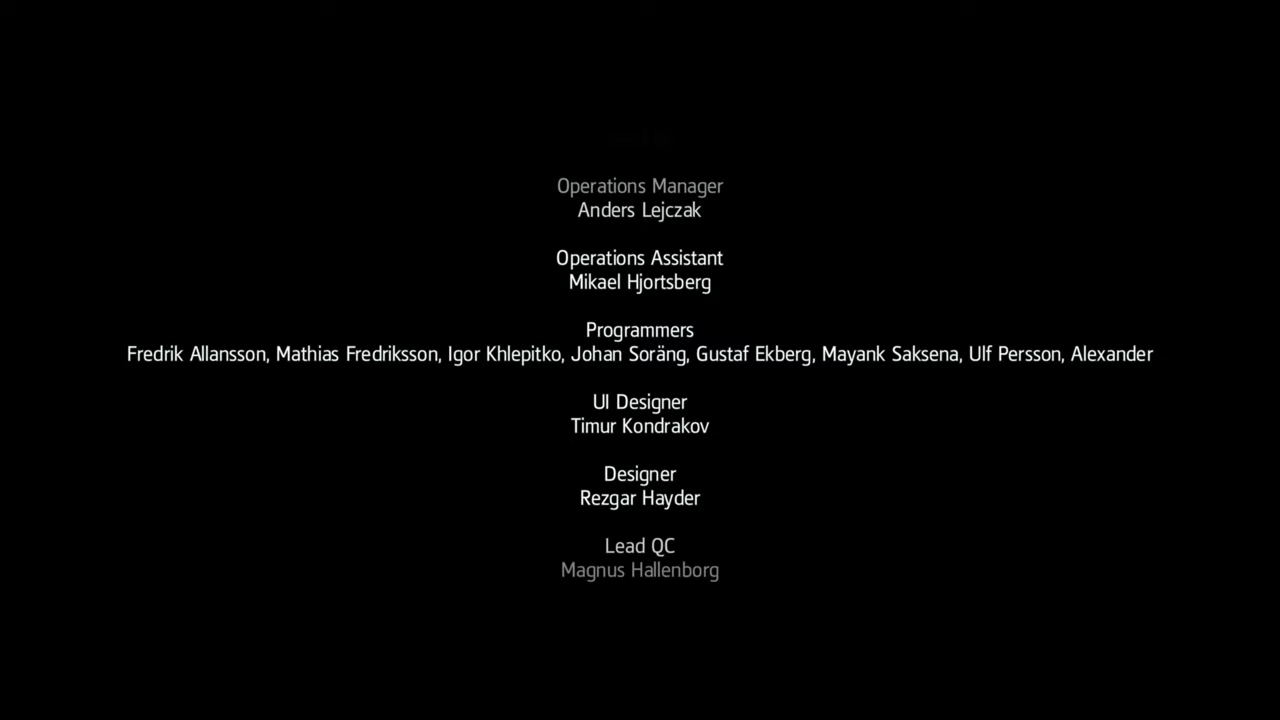 Operations Manager
Anders Lejczak
Operations Assistant
Mikael Hjortsberg
Programmers
Fredrik Allansson, Mathias Fredriksson, Igor Khlepitko, Johan Soräng, Gustaf Ekberg, Mayank Saksena, Ulf Persson, Alexander
UI Designer
Timur Kondrakov
Designer
Rezgar Hayder
Lead QC
Magnus Hallenborg